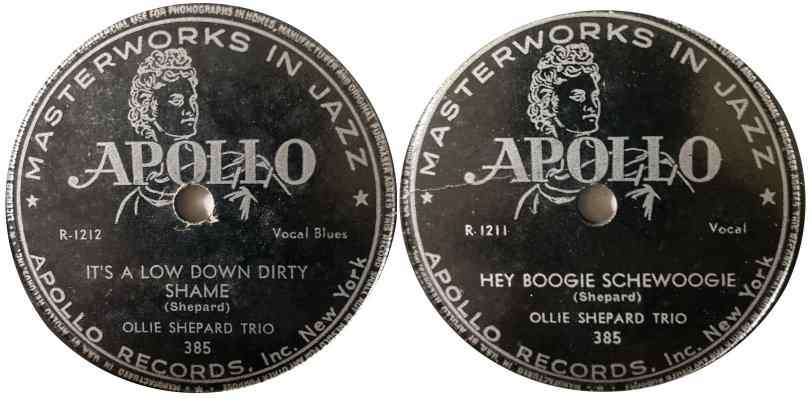 MASTERWORKS IN JAZZ
APOLLO
R-1212
Vocal Blues
IT'S A LOW DOWN DIRTY
SHAME
(Shepard)
OLLIE SHEPARD TRIO
385
APOLLO RECORDS, Inc. New York
MASTERWORKS IN JAZZ
APOLLO
R-1211
Vocal
HEY BOOGIE SCHEWOOGIE
(Shepard)
OLLIE SHEPARD TRIO
385
APOLLO RECORDS, Inc. New York